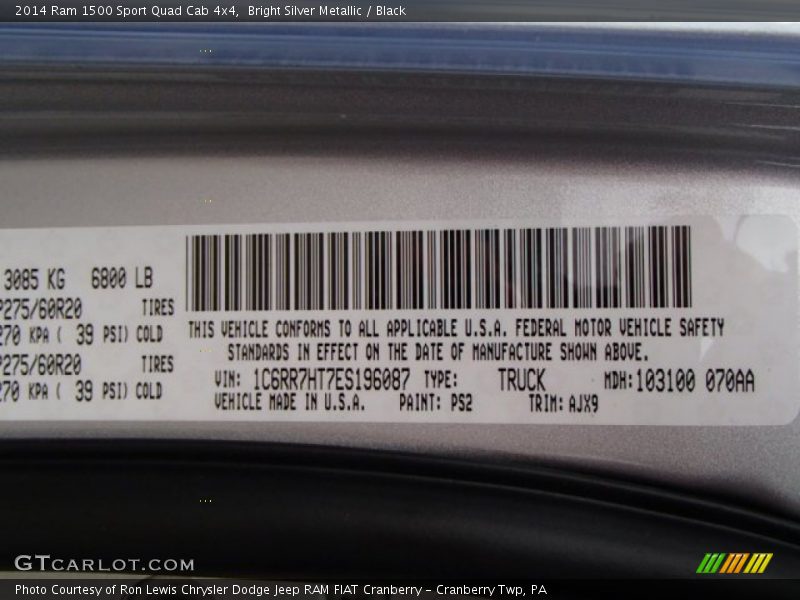 2014 Ram 1500 Sport Quad Cab 4x4,  Bright Silver Metallic / Black
3085 KG 6800 LB
P275/60R20 TIRES
270 KPA ( 39 PSI) COLD
P275/60R20 TIRES
270 KPA ( 39 PSI) COLD
THIS VEHICLE CONFORMS TO ALL APPLICABLE U.S.A. FEDERAL MOTOR VEHICLE SAFETY
STANDARDS IN EFFECT ON THE DATE OF MANUFACTURE SHOWN ABOVE.
VIN: 1C6RR7HT7ES196087 TYPE: TRUCK MDH: 103100 070AA
VEHICLE MADE IN U.S.A. PAINT: PS2 TRIM: AJX9
GTCARLOT.COM
Photo Courtesy of Ron Lewis Chrysler Dodge Jeep RAM FIAT Cranberry – Cranberry Twp, PA